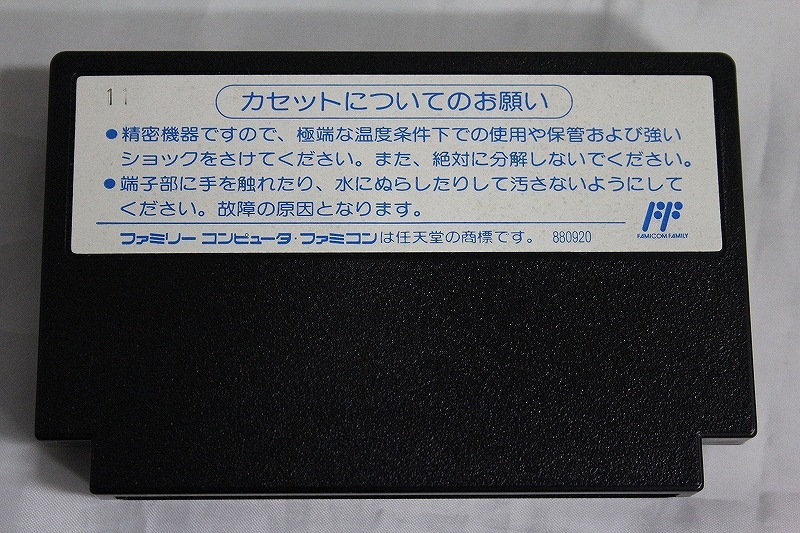 11
カセットについてのお願い
●精密機器ですので、極端な温度条件下での使用や保管および強い
ショックをさけてください。また、絶対に分解しないでください。
●端子部に手を触れたり、水にぬらしたりして汚さないようにして
ください。故障の原因となります。
ファミリー コンピュータ・ファミコンは任天堂の商標です。 880920
FAMICOM FAMILY